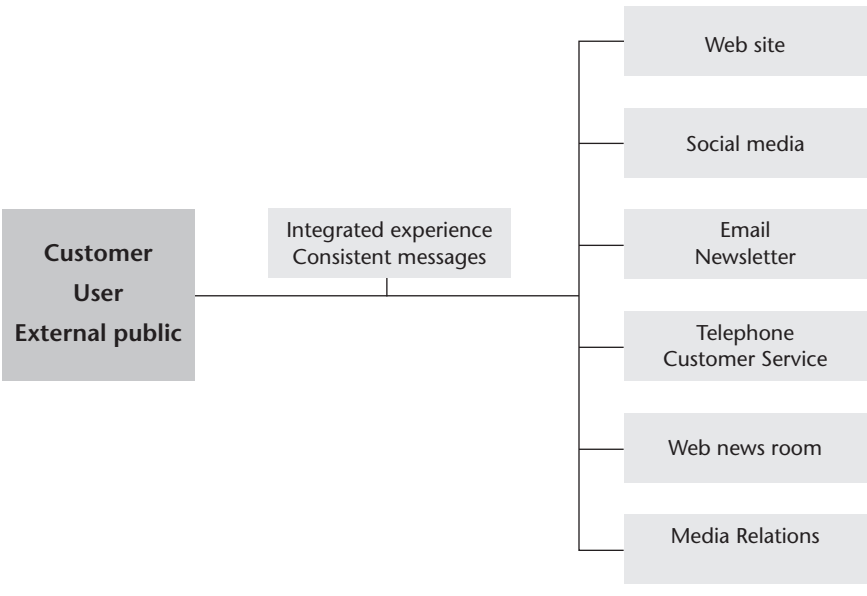 Customer
User
External public
Integrated experience
Consistent messages
Web site
Social media
Email
Newsletter
Telephone
Customer Service
Web news room
Media Relations